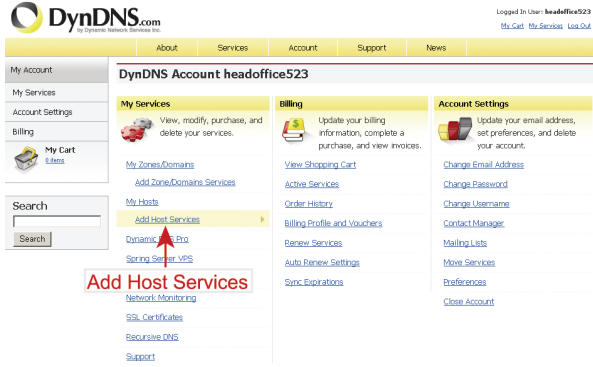 DynDNS.com
by Dynamic Network Services Inc.
Logged In User: headoffice523
My Cart My Services Log Out
About Services Account Support News
My Account
My Services
Account Settings
Billing
My Cart
0 items
Search
Search
DynDNS Account headoffice523
My Services
View, modify, purchase, and
delete your services.
My Zones/Domains
Add Zone/Domains Services
My Hosts
Add Host Services
Dynamic Pro
Spring Server VPS
Add Host Services
Network Monitoring
SSL Certificates
Recursive DNS
Support
Billing
Update your billing
information, complete a
purchase, and view invoices.
View Shopping Cart
Active Services
Order History
Billing Profile and Vouchers
Renew Services
Auto Renew Settings
Sync Expirations
Account Settings
Update your email address,
set preferences, and delete
your account.
Change Email Address
Change Password
Change Username
Contact Manager
Mailing Lists
Move Services
Preferences
Close Account